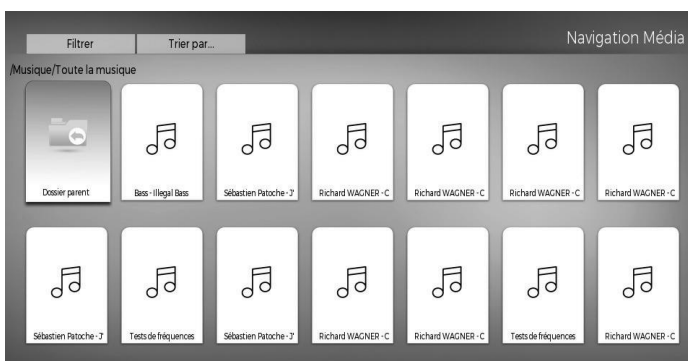 Filtrer
Trier par...
Navigation Média
/Musique/Toute la musique
Dossier parent
Bass - Illegal Bass
Sébastien Patoche - J'
Richard WAGNER - C
Richard WAGNER - C
Richard WAGNER - C
Richard WAGNER - C
Sébastien Patoche - J'
Tests de fréquences
Sébastien Patoche - J'
Richard WAGNER - C
Richard WAGNER - C
Tests de fréquences
Richard WAGNER - C